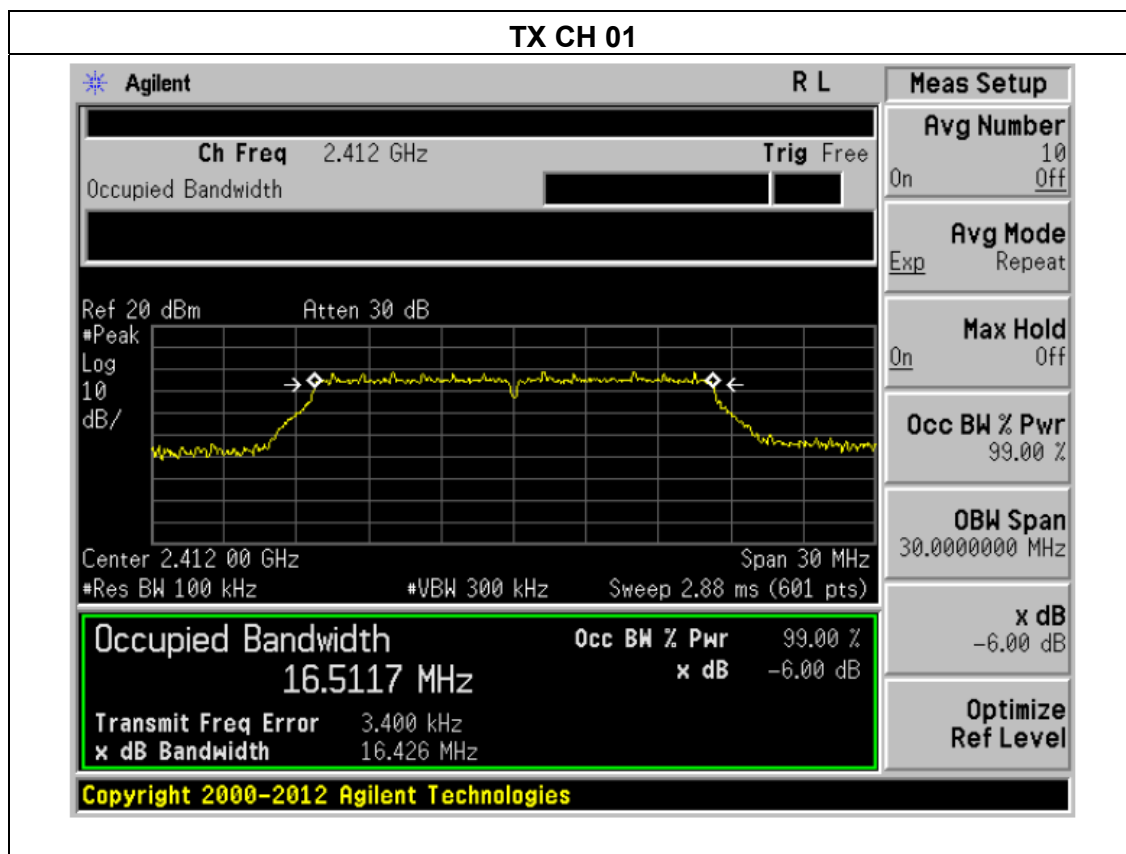 TX CH 01
Agilent R L
Meas Setup
Ch Freq 2.412 GHz Trig Free
Occupied Bandwidth
Avg Number
10
On Off
Avg Mode
Exp Repeat
Max Hold
On Off
Occ BW % Pwr
99.00 %
OBW Span
30.0000000 MHz
x dB
-6.00 dB
Optimize
Ref Level
Ref 20 dBm Atten 30 dB
#Peak
Log
10
dB/
Center 2.412 00 GHz Span 30 MHz
#Res BW 100 kHz #VBW 300 kHz Sweep 2.88 ms (601 pts)
Occupied Bandwidth Occ BW % Pwr 99.00 %
16.5117 MHz x dB -6.00 dB
Transmit Freq Error 3.400 kHz
x dB Bandwidth 16.426 MHz
Copyright 2000-2012 Agilent Technologies